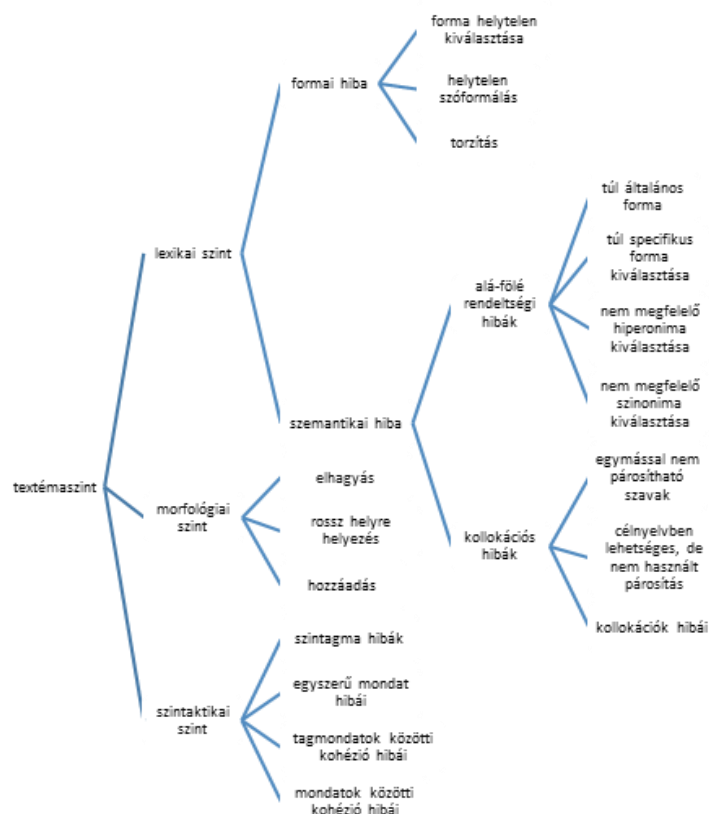 forma helytelen
kiválasztása
formai hiba
helytelen
szóformálás
torzítás
túl általános
forma
lexikai szint
túl specifikus
forma
kiválasztása
alá-fölé
rendeltségi
hibák
nem megfelelő
hiperonima
kiválasztása
nem megfelelő
szinonima
kiválasztása
szemantikai hiba
egymással nem
párosítható
szavak
textémaszint
morfológiai
szint
elhagyás
rossz helyre
helyezés
hozzáadás
kollokációs
hibák
célnyelvben
lehetséges, de
nem használt
párosítás
kollokációk hibái
szintagma hibák
egyszerű mondat
hibái
szintaktikai
szint
tagmondatok közötti
kohézió hibái
mondatok közötti
kohézió hibái